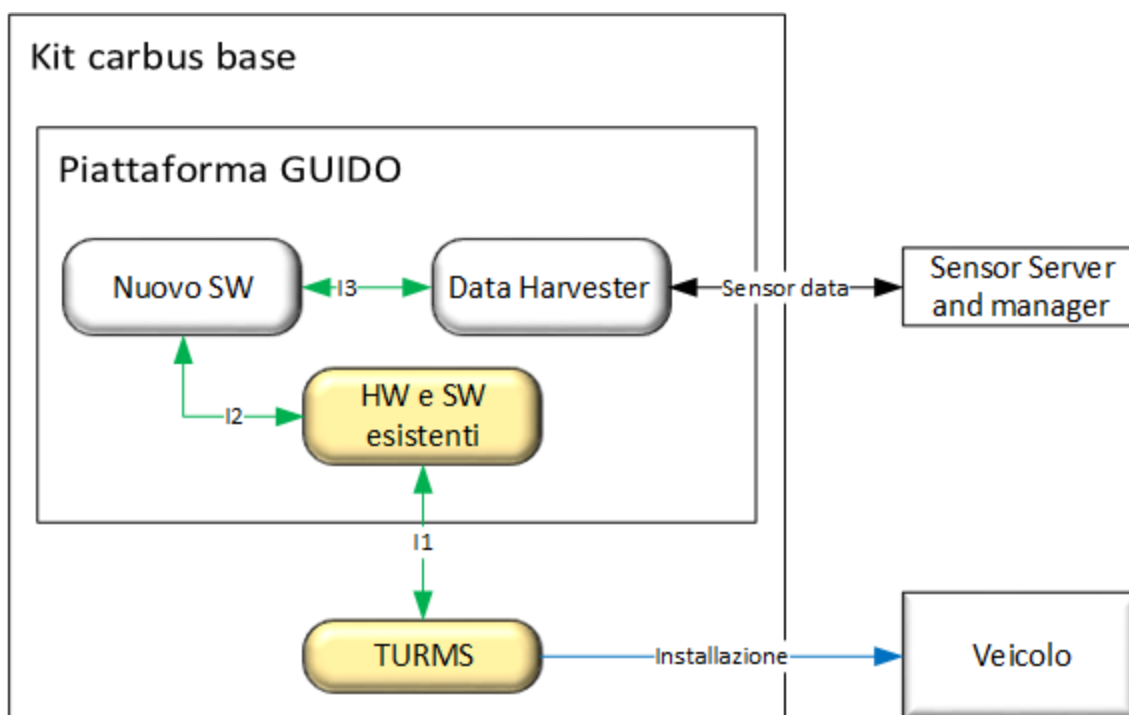 Kit carbus base
Piattaforma GUIDO
Nuovo SW
I3
Data Harvester
Sensor data
Sensor Server
and manager
I2
HW e SW
esistenti
I1
TURMS
Installazione
Veicolo